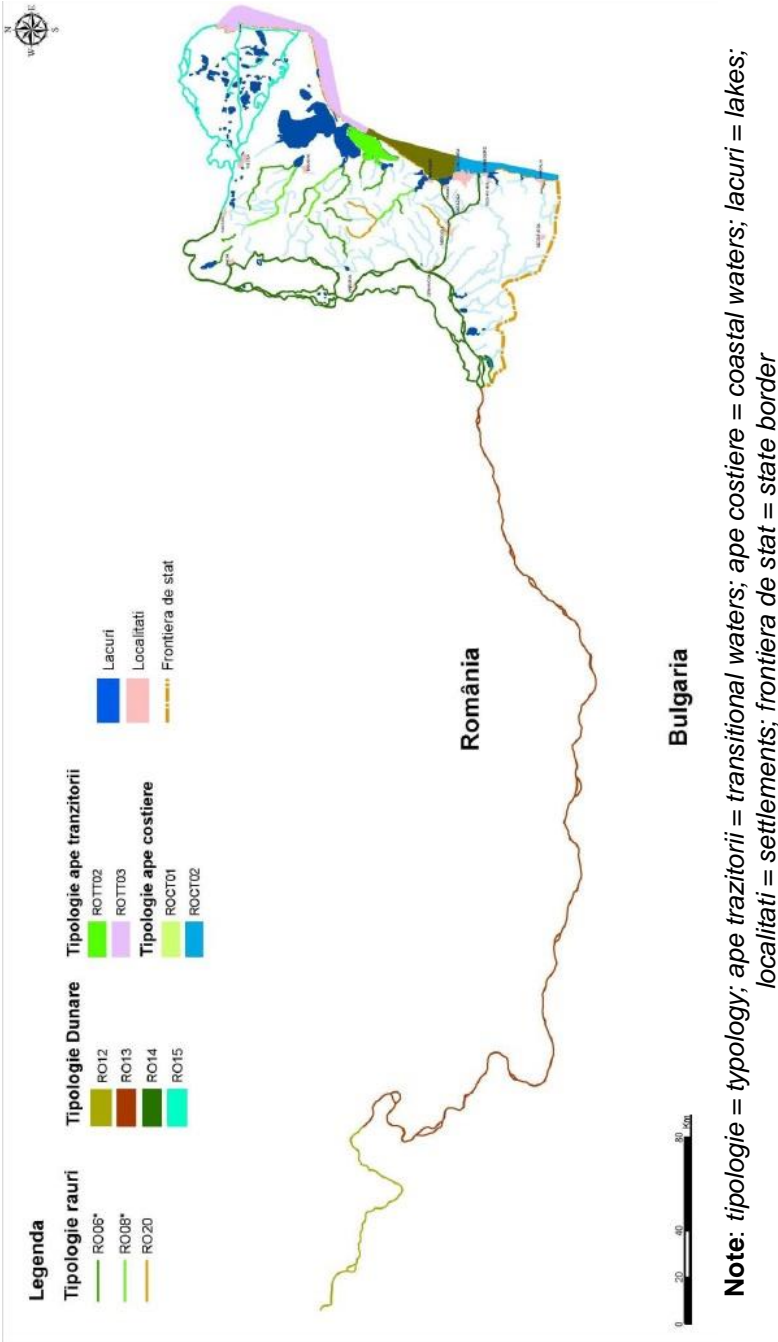 Legenda
Tipologie rauri
RO06*
RO08*
RO20
Tipologie Dunare
RO12
RO13
RO14
RO15
Tipologie ape tranzitorii
ROTT02
ROTT03
Tipologie ape costiere
ROCT01
ROCT02
Lacuri
Localitati
Frontiera de stat
N
E
S
W
România
Bulgaria
0 20 40 80
Km
Note: tipologie = typology; ape trazitorii = transitional waters; ape costiere = coastal waters; lacuri = lakes;
localitati = settlements; frontiera de stat = state border